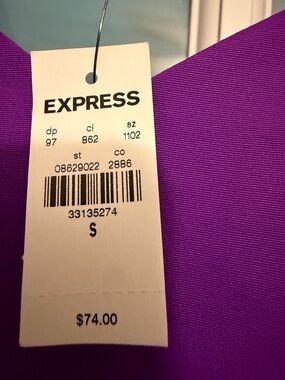 EXPRESS
dp cl sz
97 862 1102
st co
08629022 2886
33135274
S
$74.00